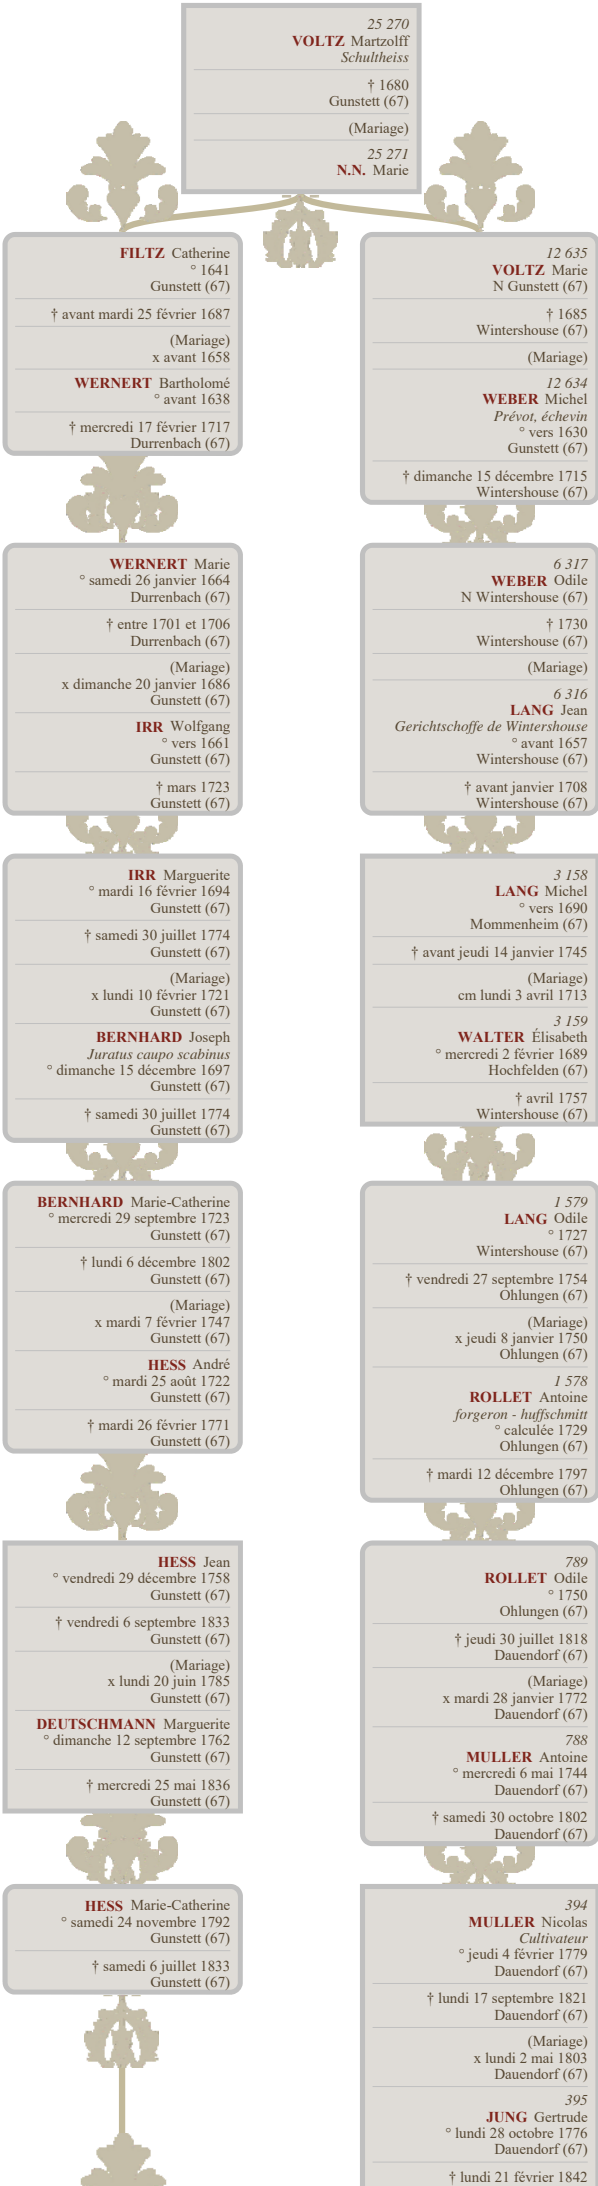 25 270
VOLTZ Martzolff
Schultheiss
† 1680
Gunstett (67)
(Mariage)
25 271
N.N. Marie
FILTZ Catherine
° 1641
Gunstett (67)
† avant mardi 25 février 1687
(Mariage)
x avant 1658
WERNERT Bartholomé
° avant 1638
† mercredi 17 février 1717
Durrenbach (67)
12 635
VOLTZ Marie
N Gunstett (67)
† 1685
Wintershouse (67)
(Mariage)
12 634
WEBER Michel
Prévot, échevin
° vers 1630
Gunstett (67)
† dimanche 15 décembre 1715
Wintershouse (67)
WERNERT Marie
° samedi 26 janvier 1664
Durrenbach (67)
† entre 1701 et 1706
Durrenbach (67)
(Mariage)
x dimanche 20 janvier 1686
Gunstett (67)
IRR Wolfgang
° vers 1661
Gunstett (67)
† mars 1723
Gunstett (67)
6 317
WEBER Odile
N Wintershouse (67)
† 1730
Wintershouse (67)
(Mariage)
6 316
LANG Jean
Gerichtschoffe de Wintershouse
° avant 1657
Wintershouse (67)
† avant janvier 1708
Wintershouse (67)
IRR Marguerite
° mardi 16 février 1694
Gunstett (67)
† samedi 30 juillet 1774
Gunstett (67)
(Mariage)
x lundi 10 février 1721
Gunstett (67)
BERNHARD Joseph
Juratus caupo scabinus
° dimanche 15 décembre 1697
Gunstett (67)
† samedi 30 juillet 1774
Gunstett (67)
3 158
LANG Michel
° vers 1690
Mommenheim (67)
† avant jeudi 14 janvier 1745
(Mariage)
cm lundi 3 avril 1713
3 159
WALTER Élisabeth
° mercredi 2 février 1689
Hochfelden (67)
† avril 1757
Wintershouse (67)
BERNHARD Marie-Catherine
° mercredi 29 septembre 1723
Gunstett (67)
† lundi 6 décembre 1802
Gunstett (67)
(Mariage)
x mardi 7 février 1747
Gunstett (67)
HESS André
° mardi 25 août 1722
Gunstett (67)
† mardi 26 février 1771
Gunstett (67)
1 579
LANG Odile
° 1727
Wintershouse (67)
† vendredi 27 septembre 1754
Ohlungen (67)
(Mariage)
x jeudi 8 janvier 1750
Ohlungen (67)
1 578
ROLLET Antoine
forgeron - huffschmitt
° calculée 1729
Ohlungen (67)
† mardi 12 décembre 1797
Ohlungen (67)
HESS Jean
° vendredi 29 décembre 1758
Gunstett (67)
† vendredi 6 septembre 1833
Gunstett (67)
(Mariage)
x lundi 20 juin 1785
Gunstett (67)
DEUTSCHMANN Marguerite
° dimanche 12 septembre 1762
Gunstett (67)
† mercredi 25 mai 1836
Gunstett (67)
789
ROLLET Odile
° 1750
Ohlungen (67)
† jeudi 30 juillet 1818
Dauendorf (67)
(Mariage)
x mardi 28 janvier 1772
Dauendorf (67)
788
MULLER Antoine
° mercredi 6 mai 1744
Dauendorf (67)
† samedi 30 octobre 1802
Dauendorf (67)
HESS Marie-Catherine
° samedi 24 novembre 1792
Gunstett (67)
† samedi 6 juillet 1833
Gunstett (67)
394
MULLER Nicolas
Cultivateur
° jeudi 4 février 1779
Dauendorf (67)
† lundi 17 septembre 1821
Dauendorf (67)
(Mariage)
x lundi 2 mai 1803
Dauendorf (67)
395
JUNG Gertrude
° lundi 28 octobre 1776
Dauendorf (67)
† lundi 21 février 1842